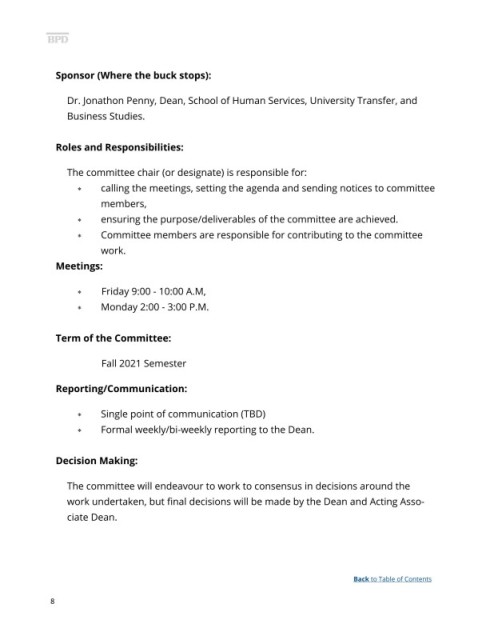 BPD
Sponsor (Where the buck stops):
Dr. Jonathon Penny, Dean, School of Human Services, University Transfer, and
Business Studies.
Roles and Responsibilities:
The committee chair (or designate) is responsible for:
• calling the meetings, setting the agenda and sending notices to committee
members,
• ensuring the purpose/deliverables of the committee are achieved.
• Committee members are responsible for contributing to the committee
work.
Meetings:
• Friday 9:00 - 10:00 A.M,
• Monday 2:00 - 3:00 P.M.
Term of the Committee:
Fall 2021 Semester
Reporting/Communication:
• Single point of communication (TBD)
• Formal weekly/bi-weekly reporting to the Dean.
Decision Making:
The committee will endeavour to work to consensus in decisions around the
work undertaken, but final decisions will be made by the Dean and Acting Asso-
ciate Dean.
Back to Table of Contents
8